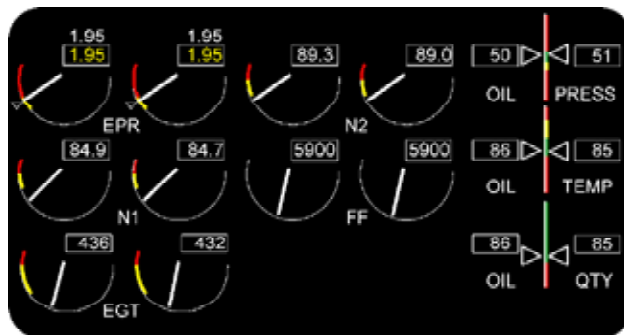 1.95 1.95
1.95 1.95 89.3 89.0 50 51
OIL PRESS
EPR N2
84.9 84.7 5900 5900 86 85
OIL TEMP
N1 FF
436 432 86 85
OIL QTY
EGT